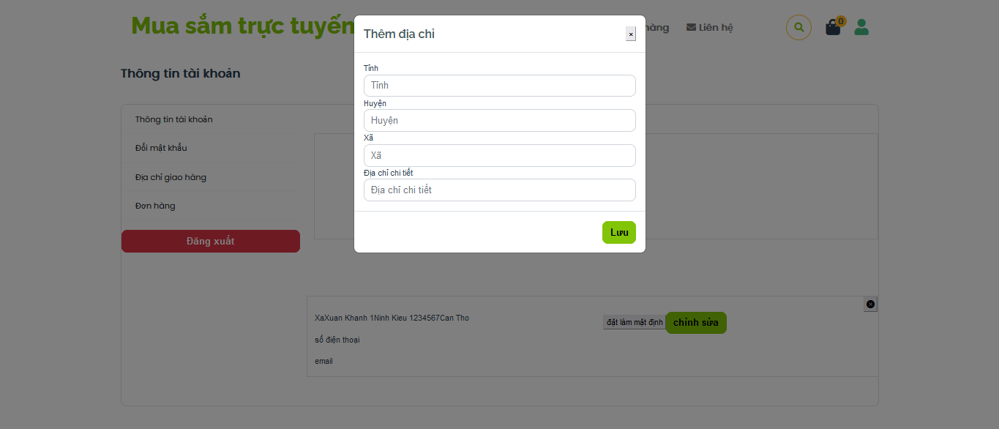 Mua sắm trực tuyến
hàng
Liên hệ
0
Thông tin tài khoản
Thông tin tài khoản
Đổi mật khẩu
Địa chỉ giao hàng
Đơn hàng
Đăng xuất
Thêm địa chỉ
×
Tỉnh
Tỉnh
Huyện
Huyện
Xã
Xã
Địa chỉ chi tiết
Địa chỉ chi tiết
Lưu
XaXuan Khanh 1Ninh Kieu 1234567Can Tho
đặt làm mặt định
chỉnh sửa
số điện thoại
email